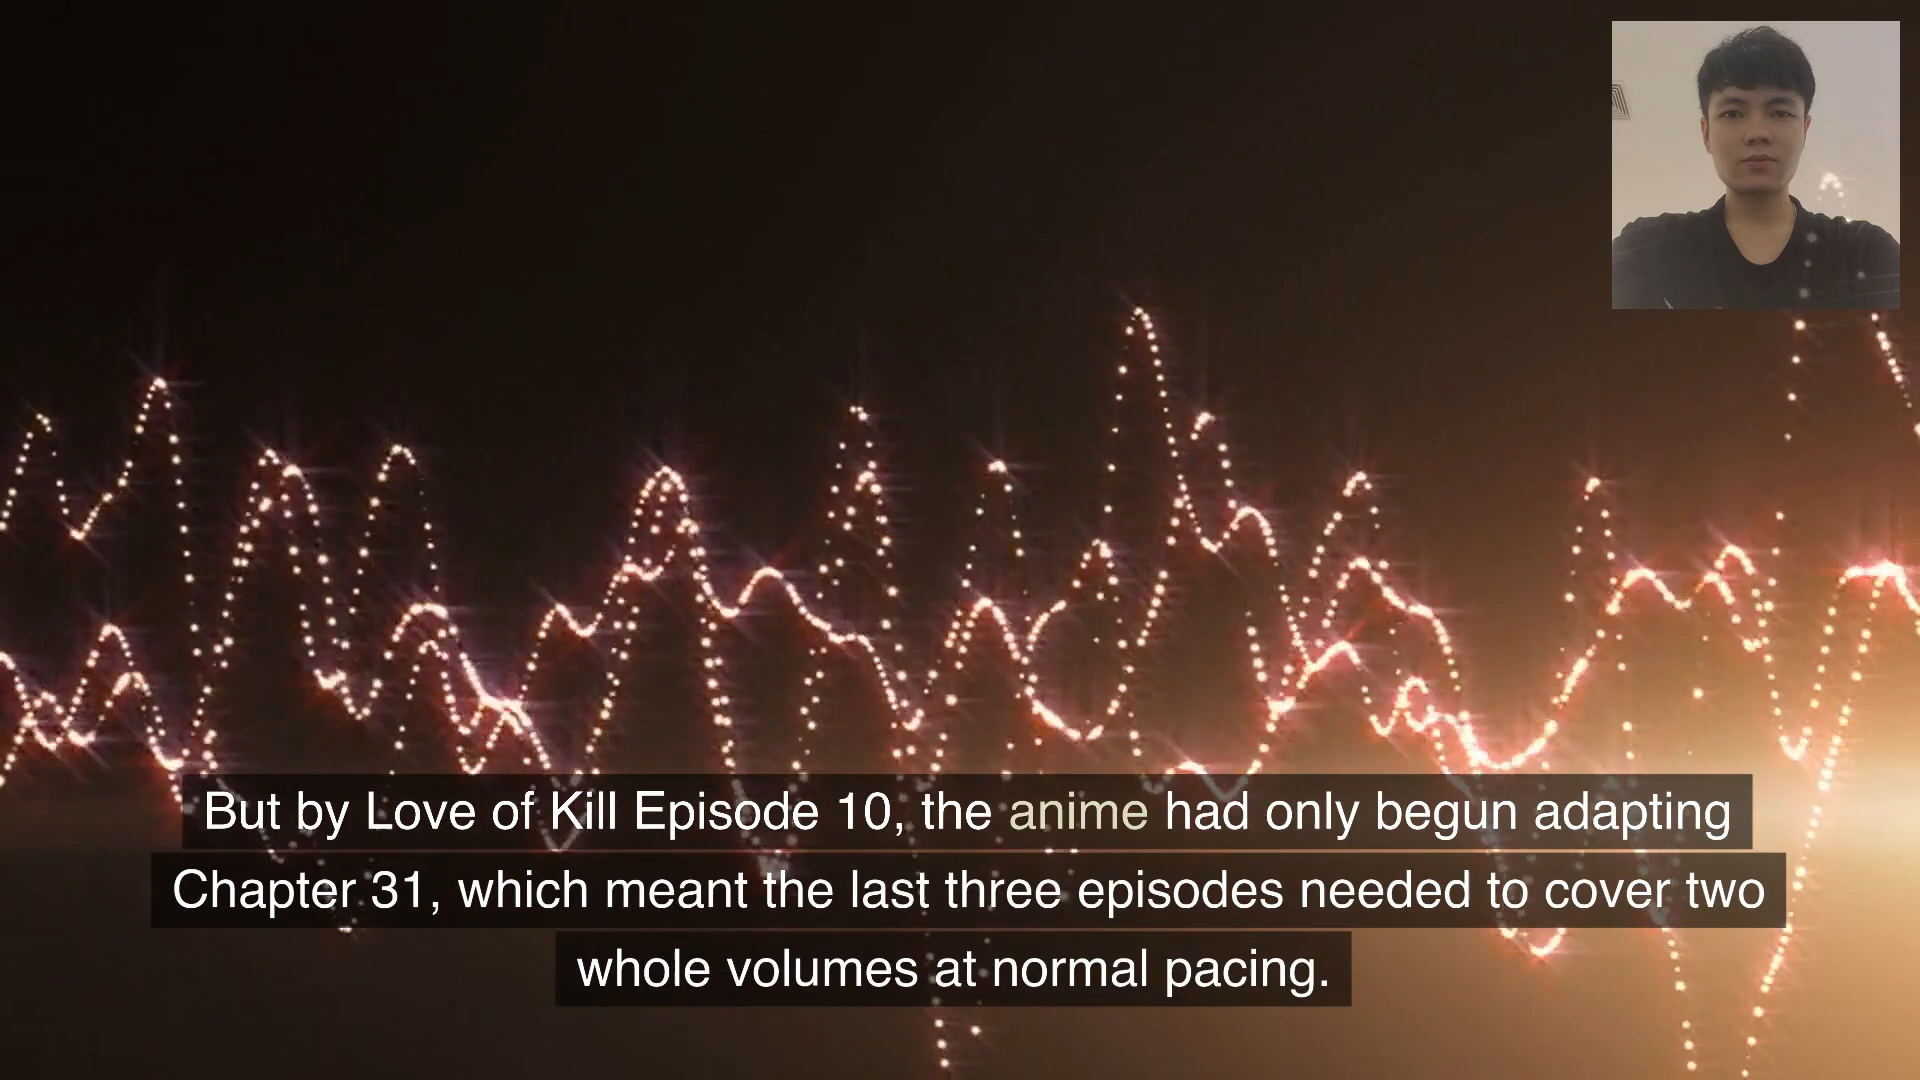 But by Love of Kill Episode 10, the anime had only begun adapting
Chapter 31, which meant the last three episodes needed to cover two
whole volumes at normal pacing.